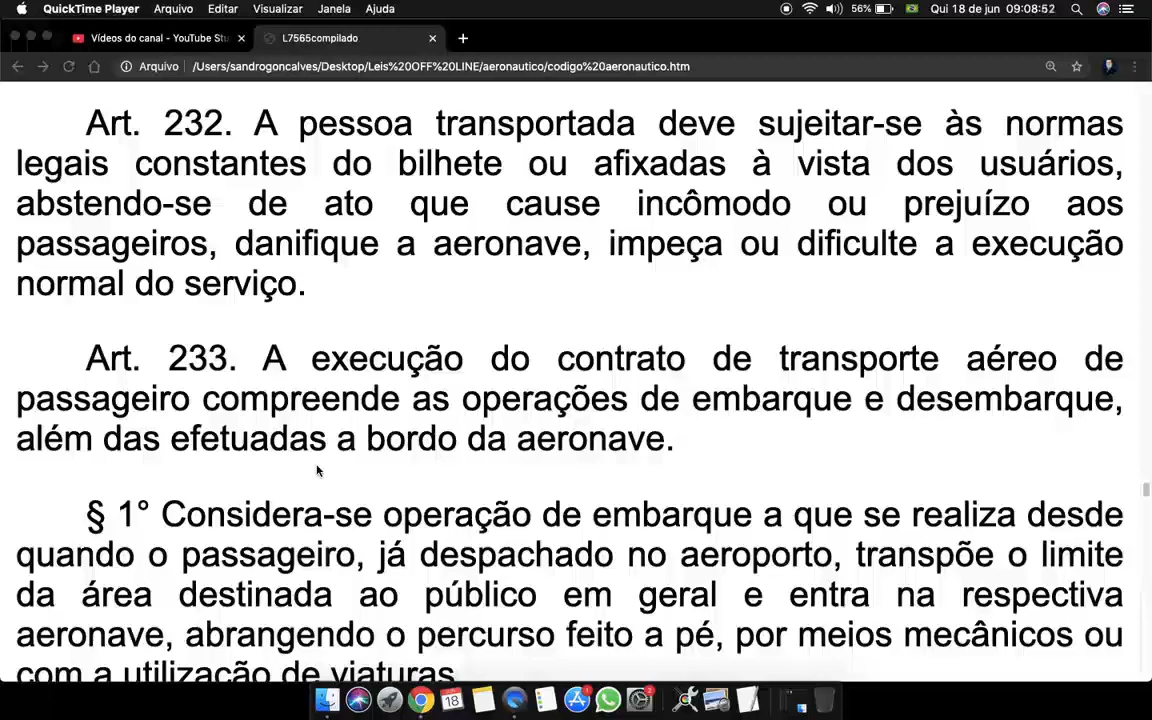 QuickTime Player Arquivo Editar Visualizar Janela Ajuda 56% Qui 18 de jun 09:08:52
Vídeos do canal - YouTube Stu L7565compilado
Arquivo /Users/sandrogoncalves/Desktop/Leis%20OFF%20LINE/aeronautico/codigo%20aeronautico.htm
Art. 232. A pessoa transportada deve sujeitar-se às normas
legais constantes do bilhete ou afixadas à vista dos usuários,
abstendo-se de ato que cause incômodo ou prejuízo aos
passageiros, danifique a aeronave, impeça ou dificulte a execução
normal do serviço.
Art. 233. A execução do contrato de transporte aéreo de
passageiro compreende as operações de embarque e desembarque,
além das efetuadas a bordo da aeronave.
§ 1° Considera-se operação de embarque a que se realiza desde
quando o passageiro, já despachado no aeroporto, transpõe o limite
da área destinada ao público em geral e entra na respectiva
aeronave, abrangendo o percurso feito a pé, por meios mecânicos ou
com a utilização de viaturas.
18 1 2